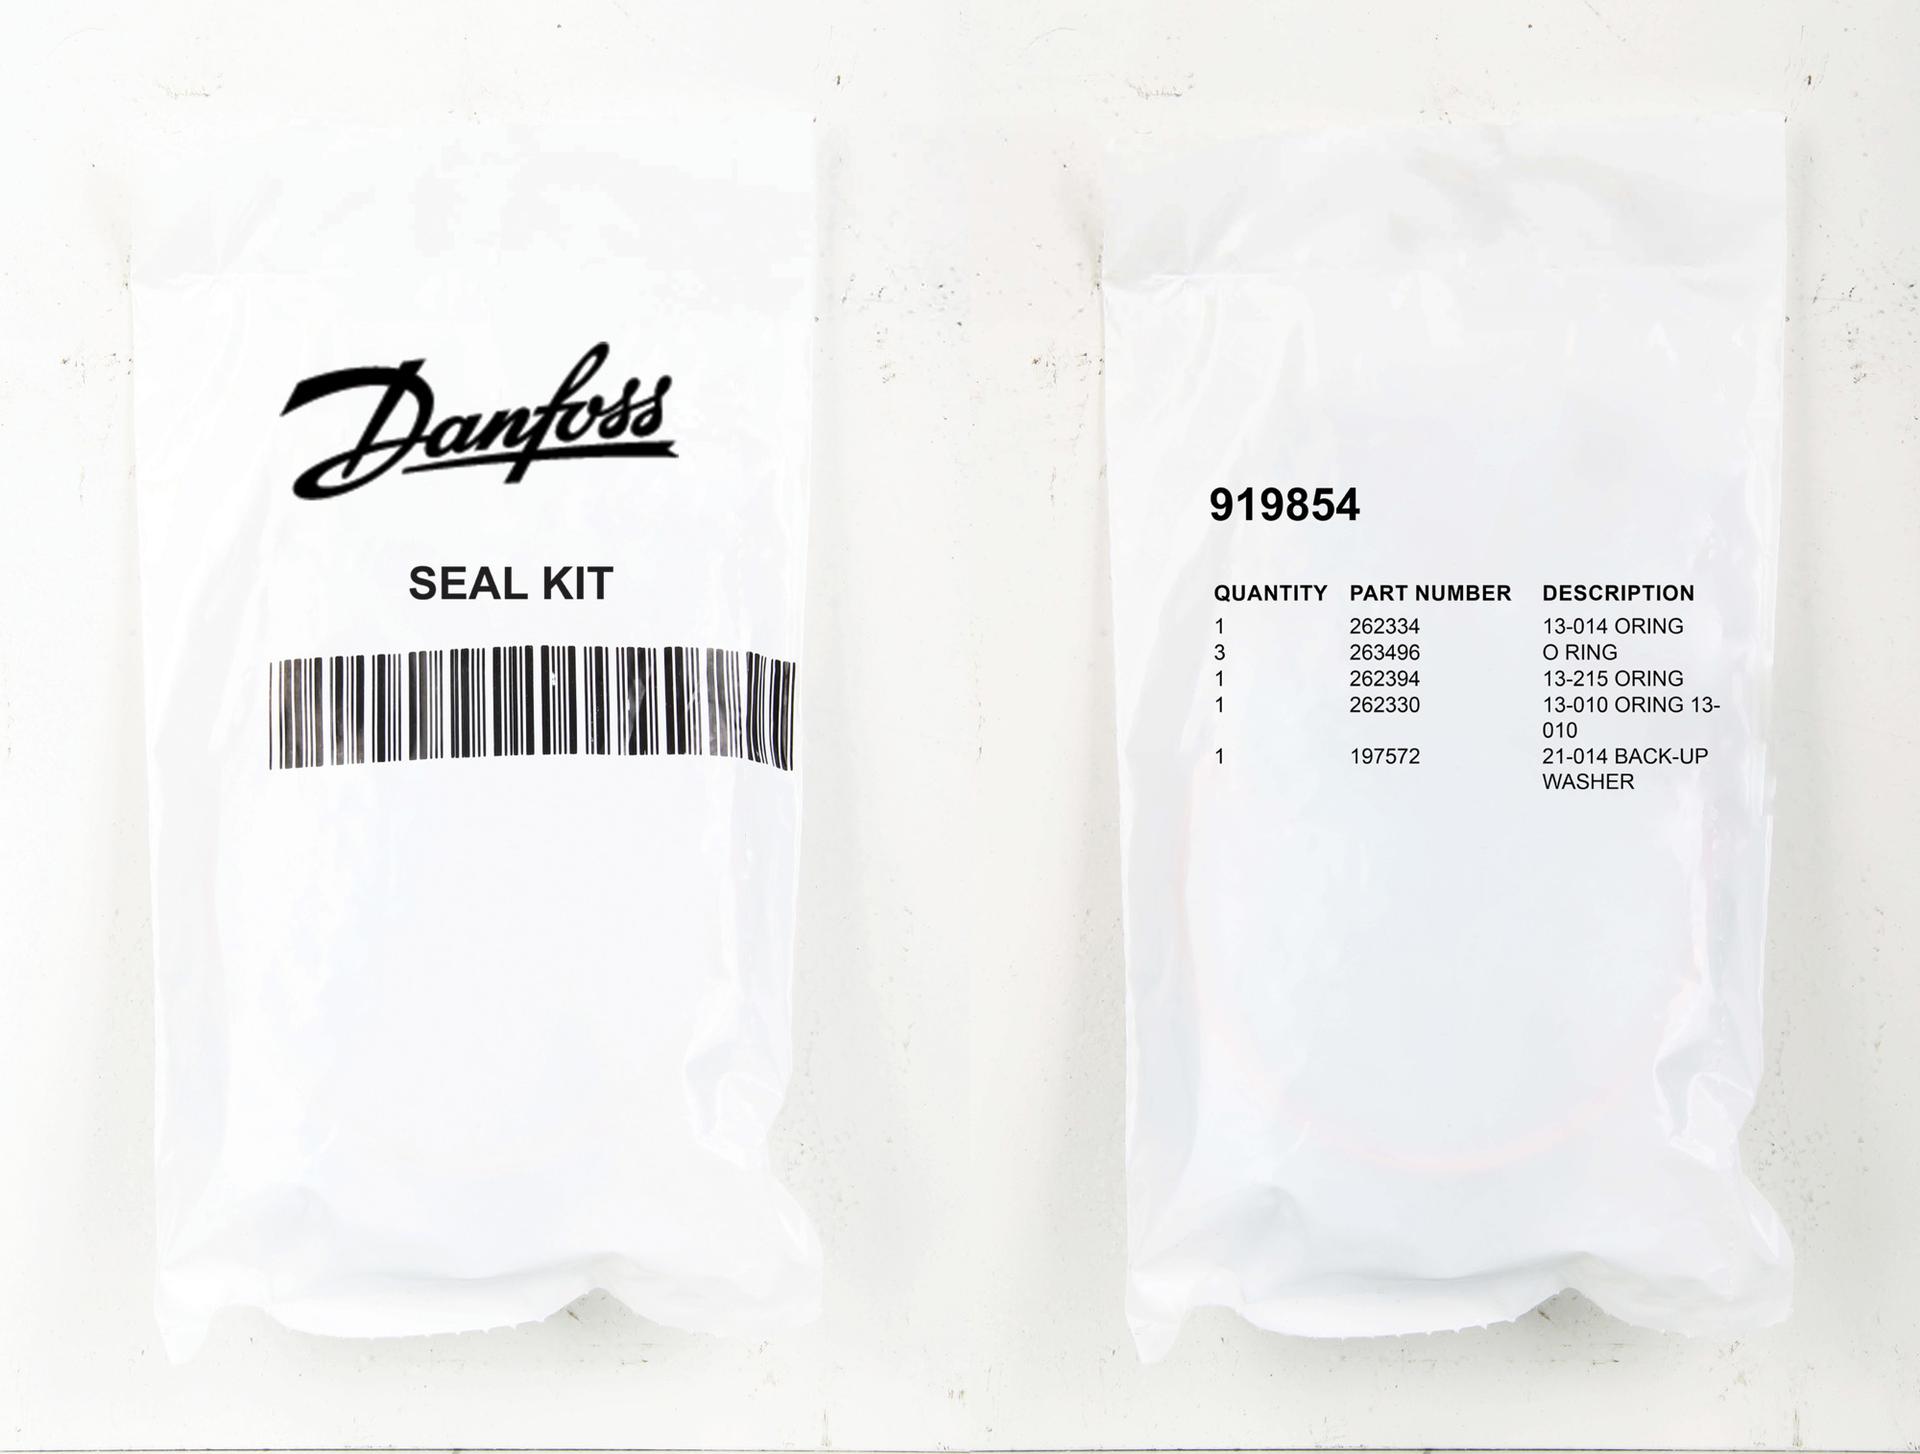 Danfoss
SEAL KIT
919854
QUANTITY PART NUMBER DESCRIPTION
1 262334 13-014 ORING
3 263496 O RING
1 262394 13-215 ORING
1 262330 13-010 ORING 13-
010
1 197572 21-014 BACK-UP
WASHER